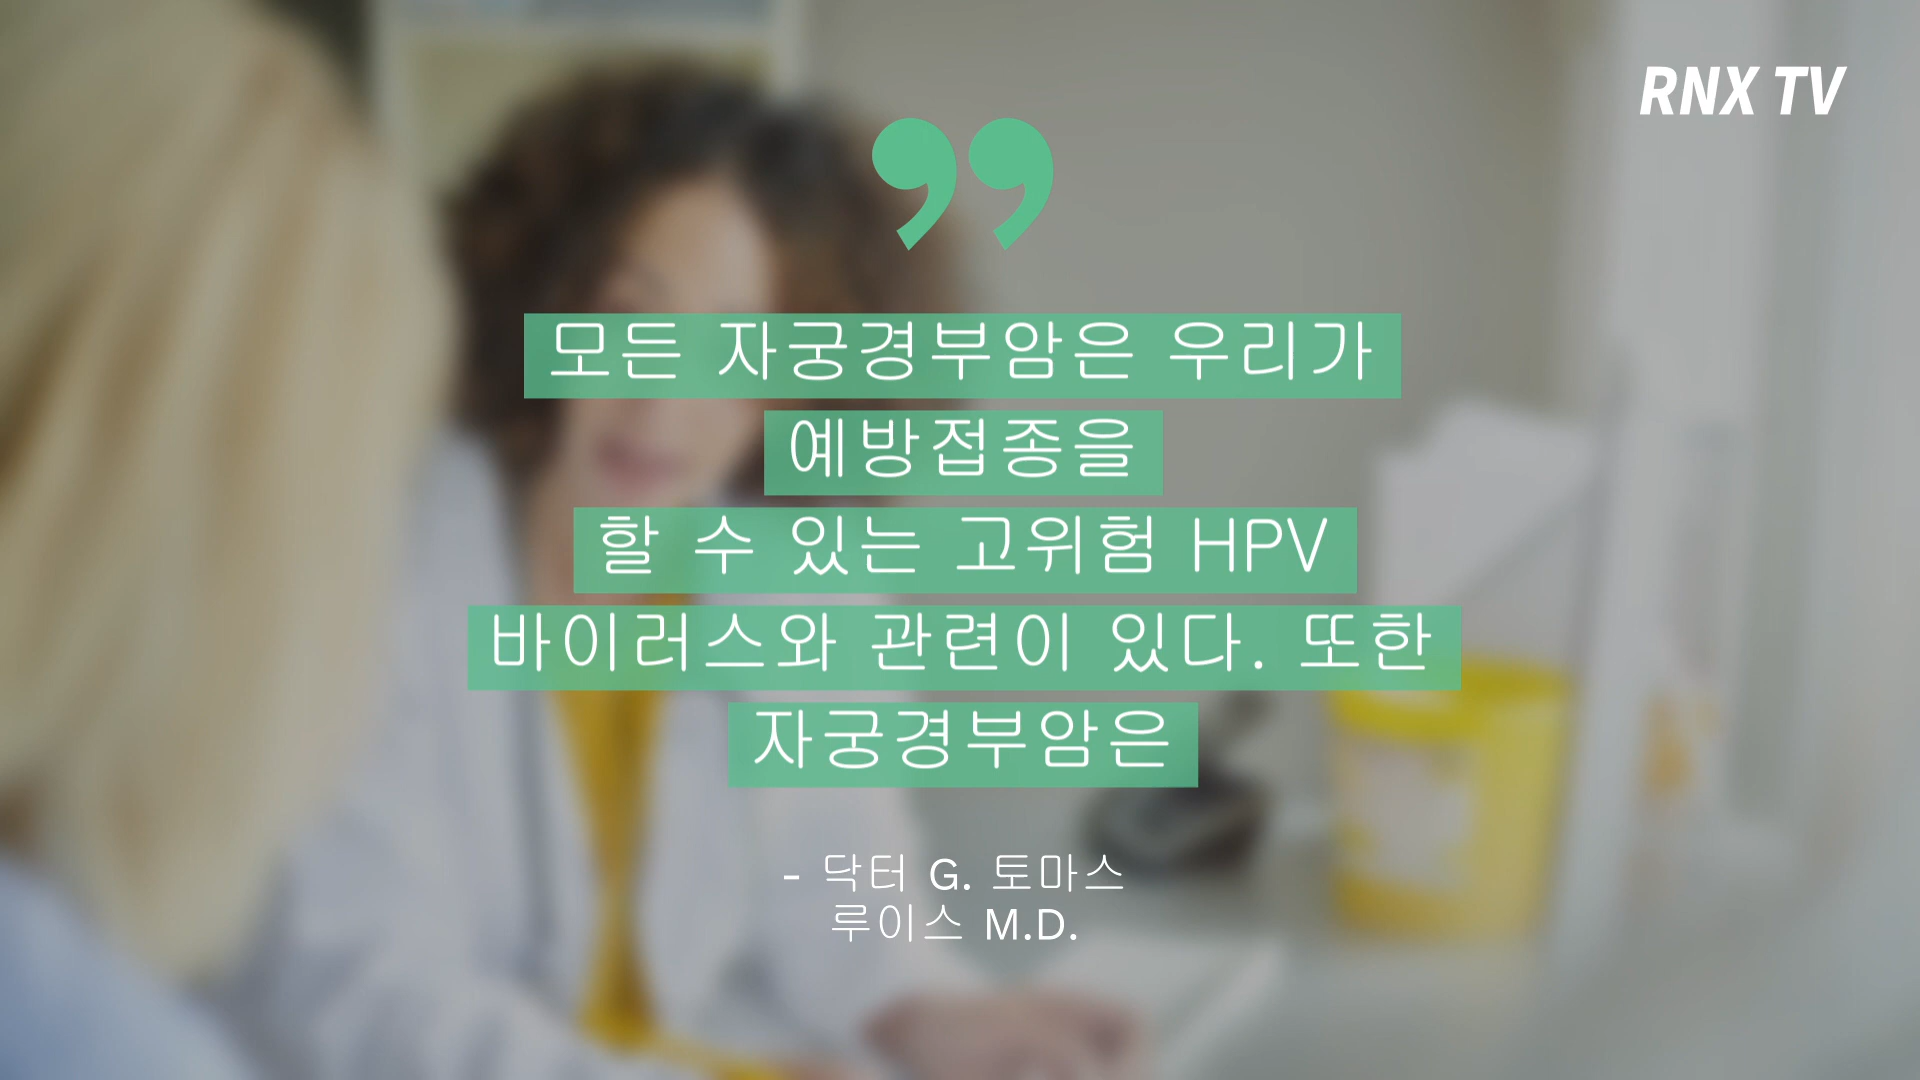 RNX TV
모든 자궁경부암은 우리가
예방접종을
할 수 있는 고위험 HPV
바이러스와 관련이 있다. 또한
자궁경부암은
- 닥터 G. 토마스
루이스 M.D.